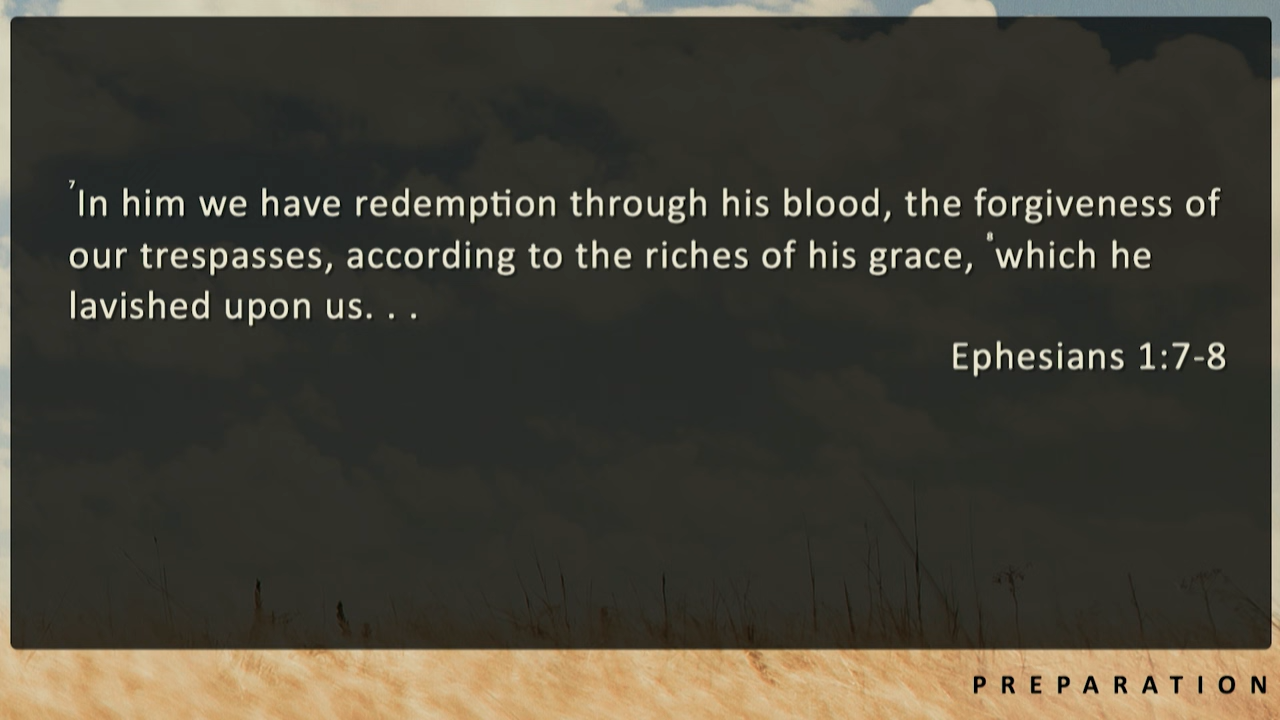 ⁷In him we have redemption through his blood, the forgiveness of
our trespasses, according to the riches of his grace, ⁸which he
lavished upon us. . .
Ephesians 1:7-8
PREPARATION